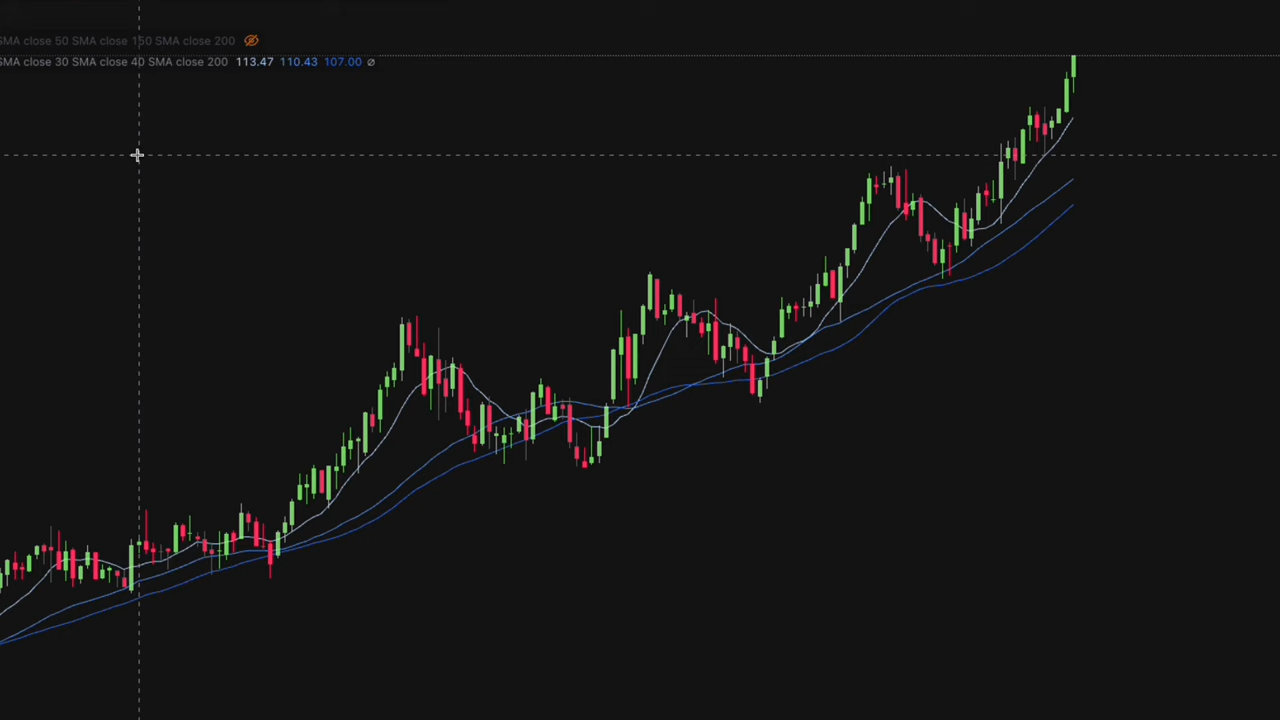 SMA close 50 SMA close 150 SMA close 200
SMA close 30 SMA close 40 SMA close 200 113.47 110.43 107.00 ∅